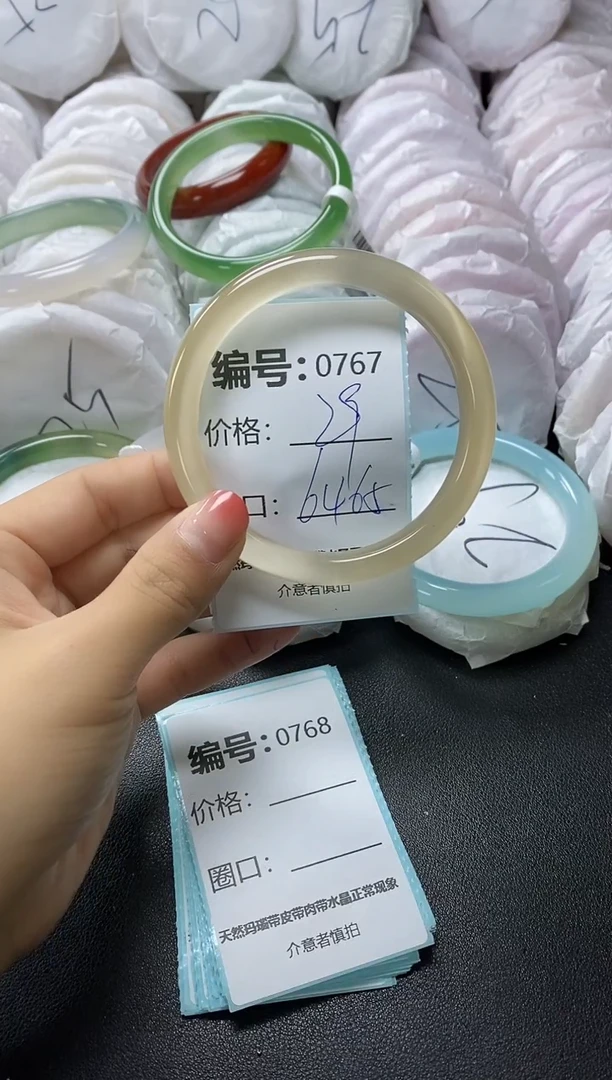 编号：0767
价格：29
口：6465
介意者慎拍
编号：0768
价格：
圈口：
天然玛瑙带皮带肉带水晶正常现象
介意者慎拍